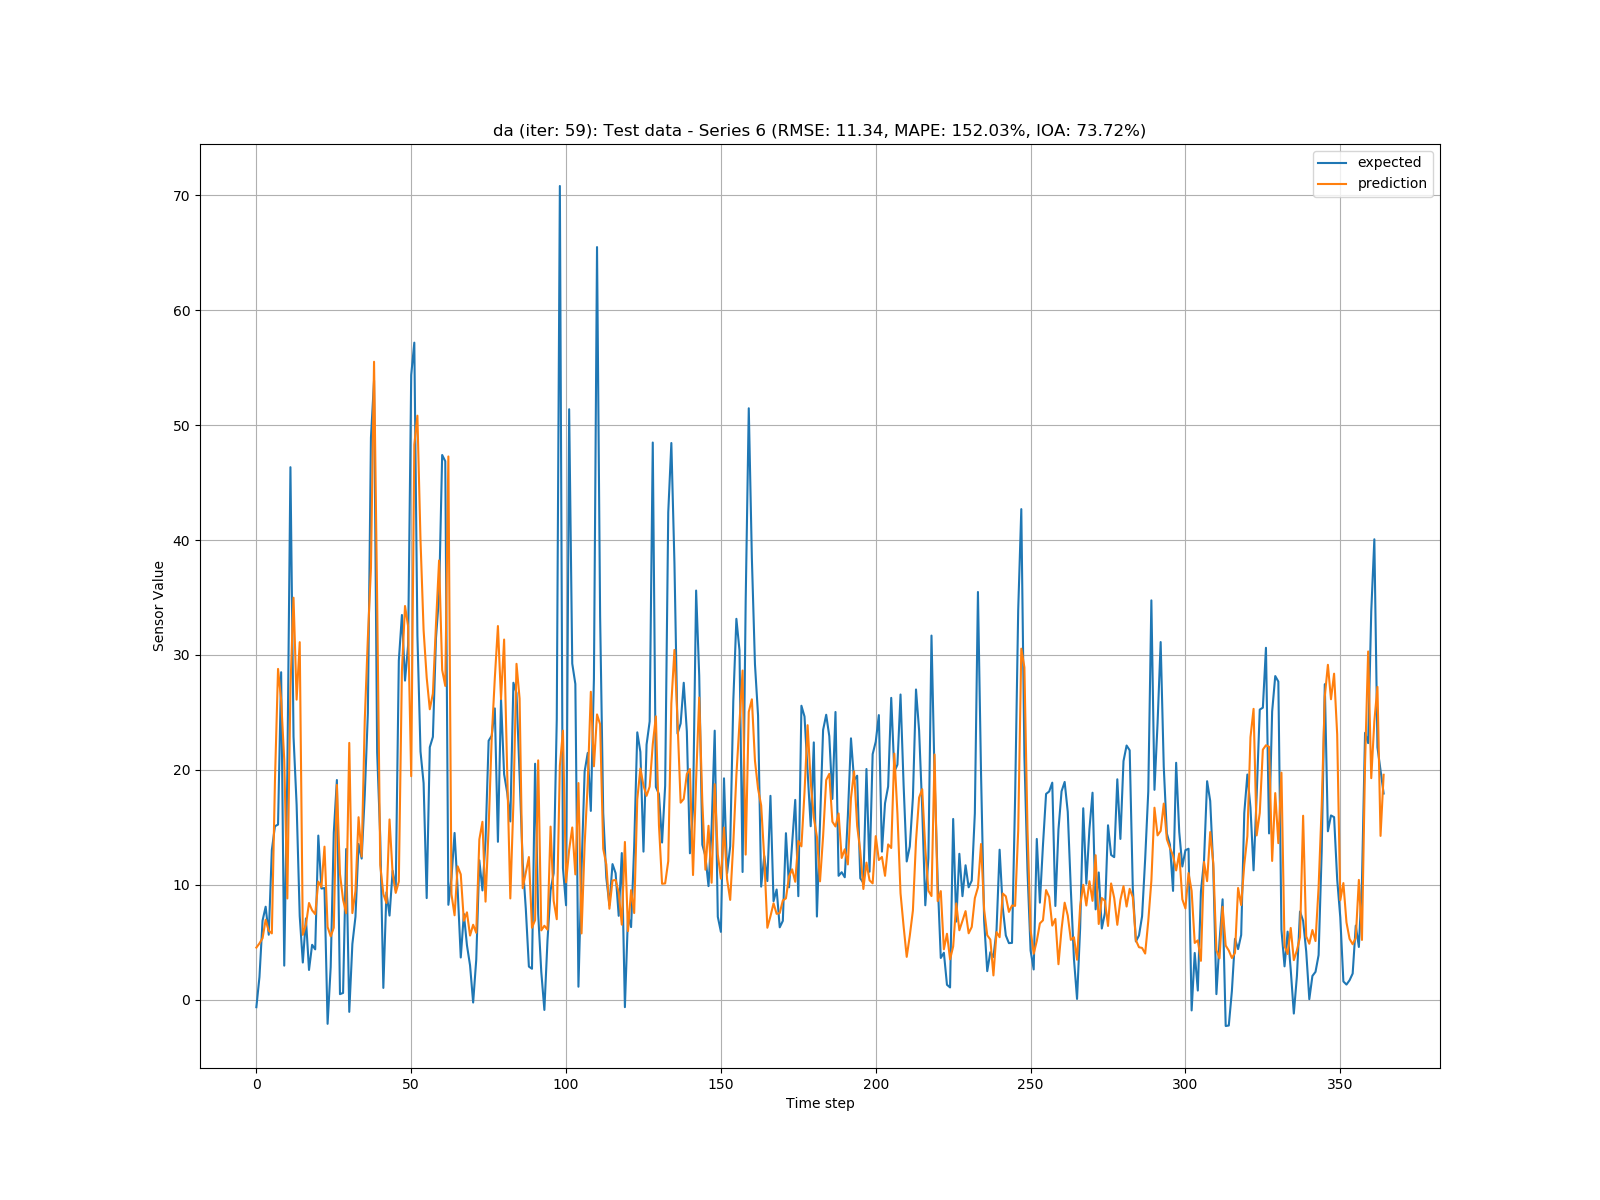 da (iter: 59): Test data - Series 6 (RMSE: 11.34, MAPE: 152.03%, IOA: 73.72%)
expected
prediction
70
60
50
40
30
20
10
0
Sensor Value
0 50 100 150 200 250 300 350
Time step